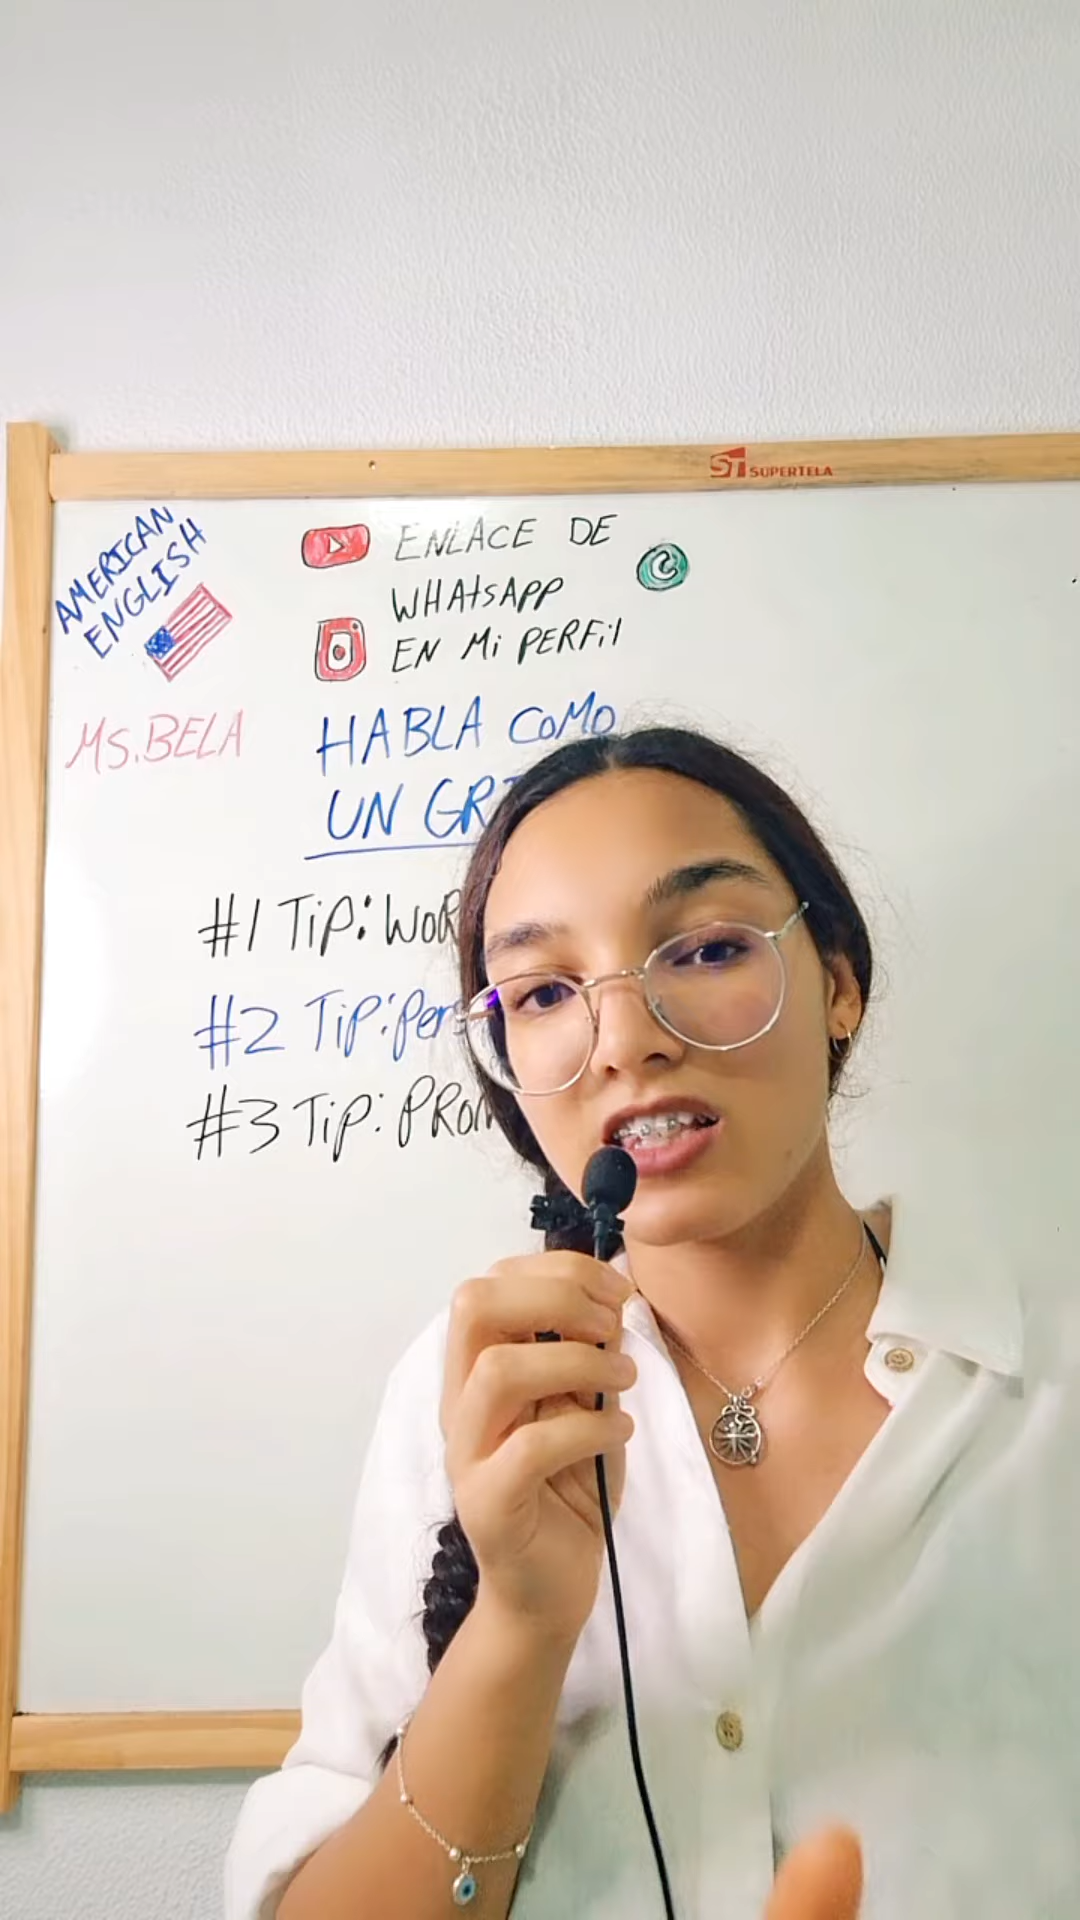 ST SUPERTELA
AMERICAN
ENGLISH
ENLACE DE
WHAtSAPP
EN Mi PERFil
MS.BELA
HABLA COMO
UN
#1 TiP:
#2 TiP:
#3 TiP: